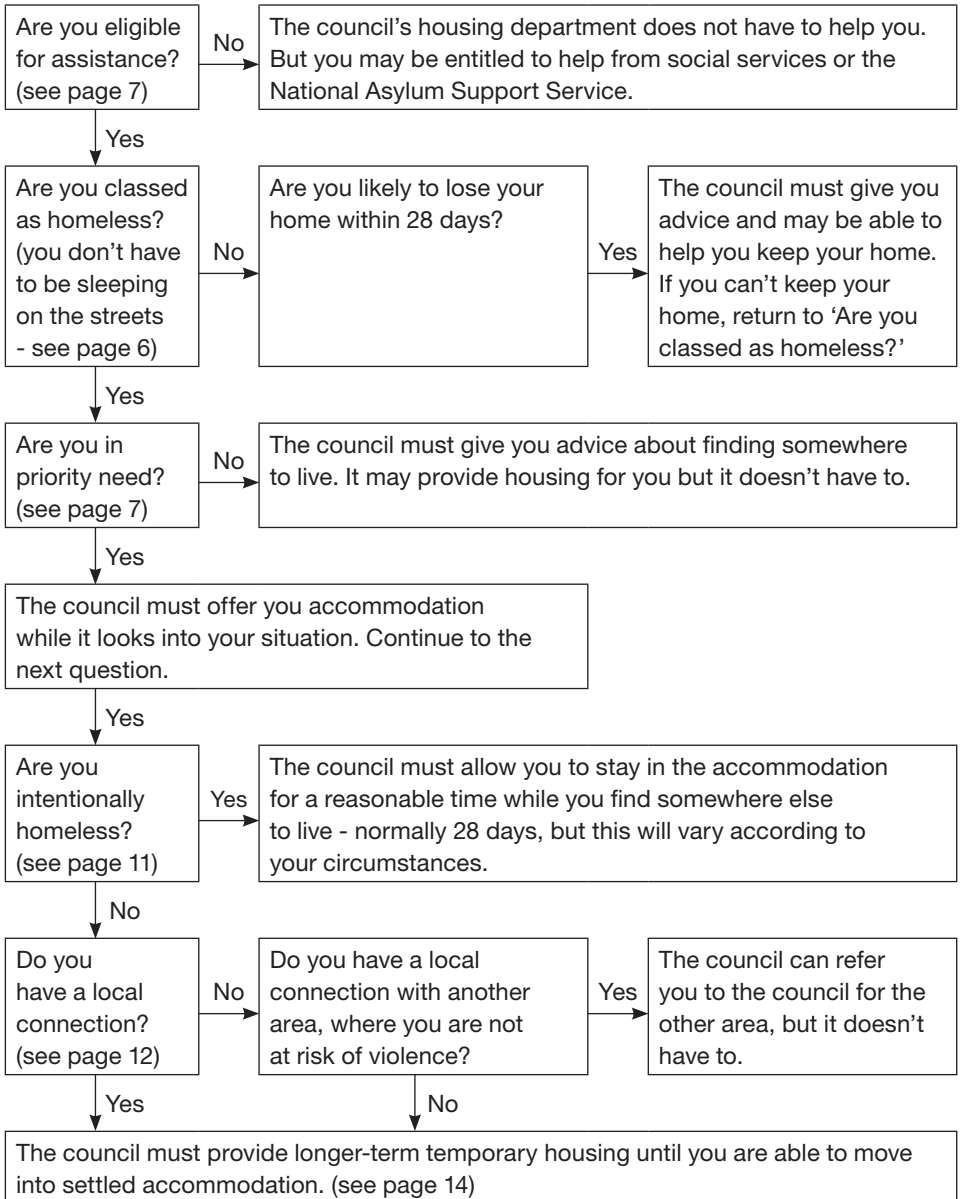 Are you eligible
for assistance?
(see page 7)
No
The council's housing department does not have to help you.
But you may be entitled to help from social services or the
National Asylum Support Service.
Yes
Are you classed
as homeless?
(you don't have
to be sleeping
on the streets
- see page 6)
No
Are you likely to lose your
home within 28 days?
Yes
The council must give you
advice and may be able to
help you keep your home.
If you can't keep your
home, return to 'Are you
classed as homeless?'
Yes
Are you in
priority need?
(see page 7)
No
The council must give you advice about finding somewhere
to live. It may provide housing for you but it doesn't have to.
Yes
The council must offer you accommodation
while it looks into your situation. Continue to the
next question.
Yes
Are you
intentionally
homeless?
(see page 11)
Yes
The council must allow you to stay in the accommodation
for a reasonable time while you find somewhere else
to live - normally 28 days, but this will vary according to
your circumstances.
No
Do you
have a local
connection?
(see page 12)
No
Do you have a local
connection with another
area, where you are not
at risk of violence?
Yes
The council can refer
you to the council for the
other area, but it doesn't
have to.
Yes
No
The council must provide longer-term temporary housing until you are able to move
into settled accommodation. (see page 14)